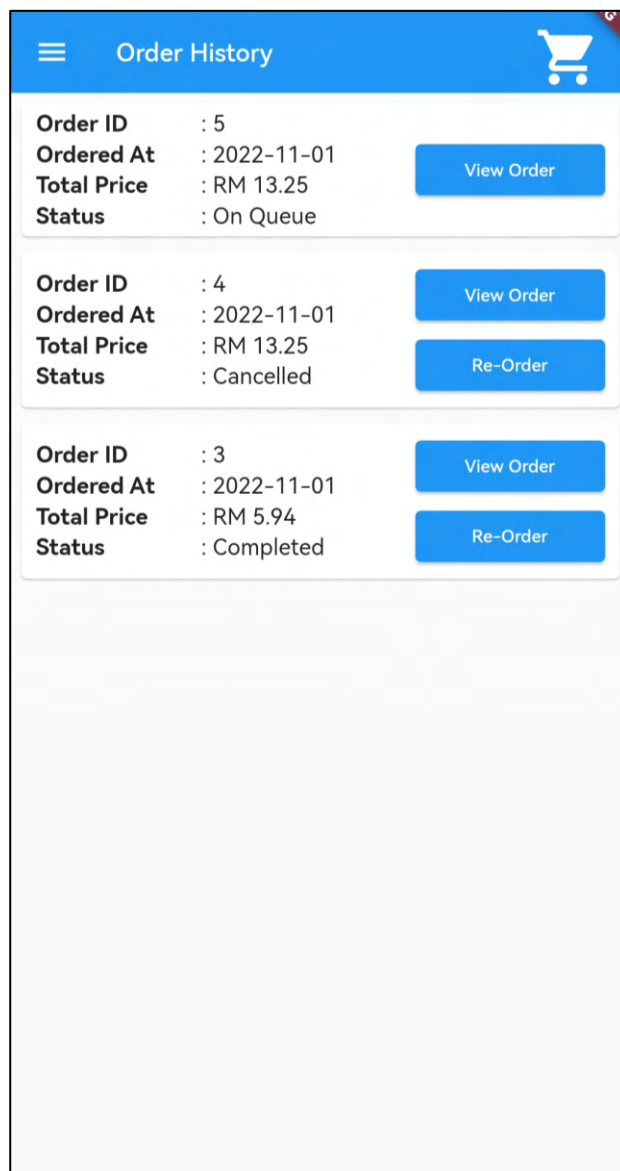 Order History
Order ID : 5
Ordered At : 2022-11-01
Total Price : RM 13.25
Status : On Queue
View Order
Order ID : 4
Ordered At : 2022-11-01
Total Price : RM 13.25
Status : Cancelled
View Order
Re-Order
Order ID : 3
Ordered At : 2022-11-01
Total Price : RM 5.94
Status : Completed
View Order
Re-Order